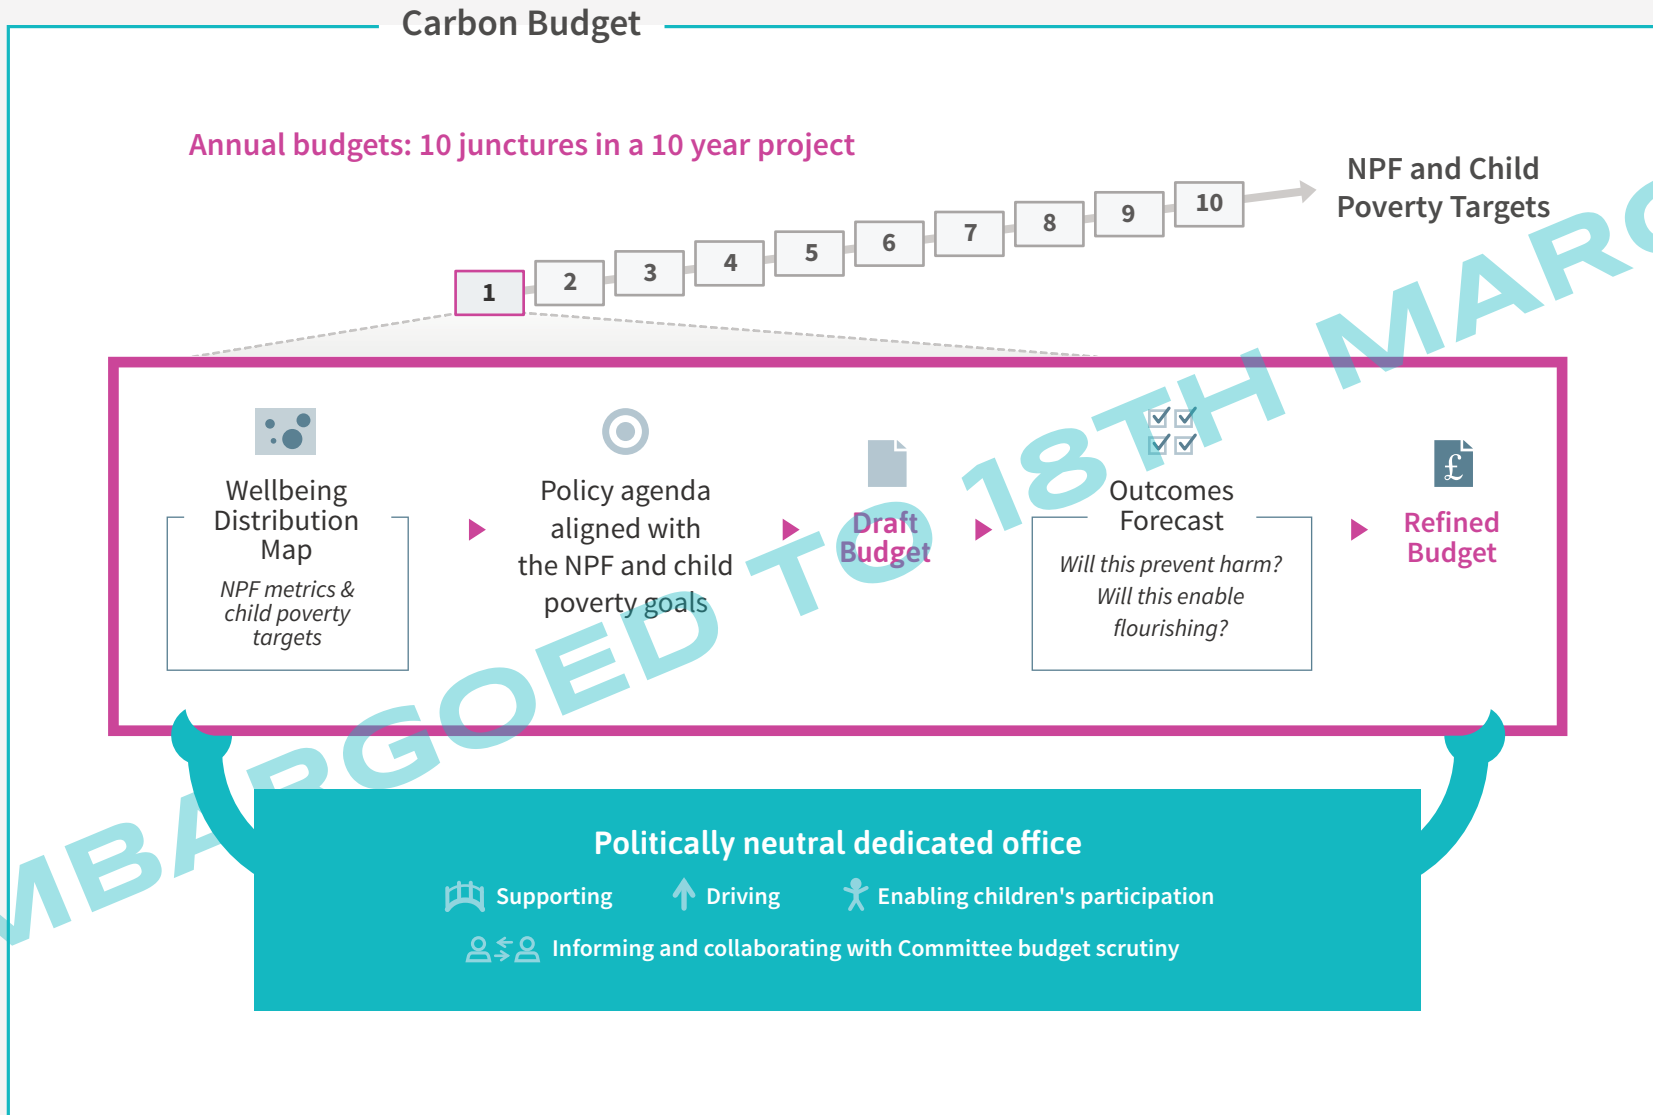 Carbon Budget
Annual budgets: 10 junctures in a 10 year project
NPF and Child
Poverty Targets
1
2
3
4
5
6
7
8
9
10
Wellbeing
Distribution
Map
NPF metrics &
child poverty
targets
Policy agenda
aligned with
the NPF and child
poverty goals
Draft
Budget
Outcomes
Forecast
Will this prevent harm?
Will this enable
flourishing?
£
Refined
Budget
MBARGOED TO 18TH MARC
Politically neutral dedicated office
Supporting
Driving
Enabling children's participation
Informing and collaborating with Committee budget scrutiny